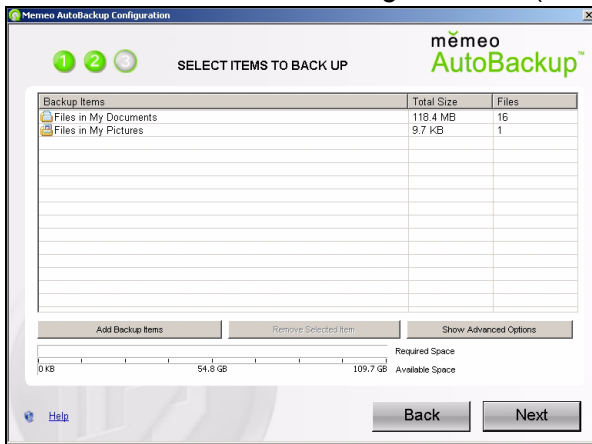 Memeo AutoBackup Configuration
1 2 3
SELECT ITEMS TO BACK UP
mĕmeo
AutoBackup™
Backup Items Total Size Files
Files in My Documents 118.4 MB 16
Files in My Pictures 9.7 KB 1
Add Backup Items Remove Selected Item Show Advanced Options
Required Space
0 KB 54.8 GB 109.7 GB Available Space
Help Back Next